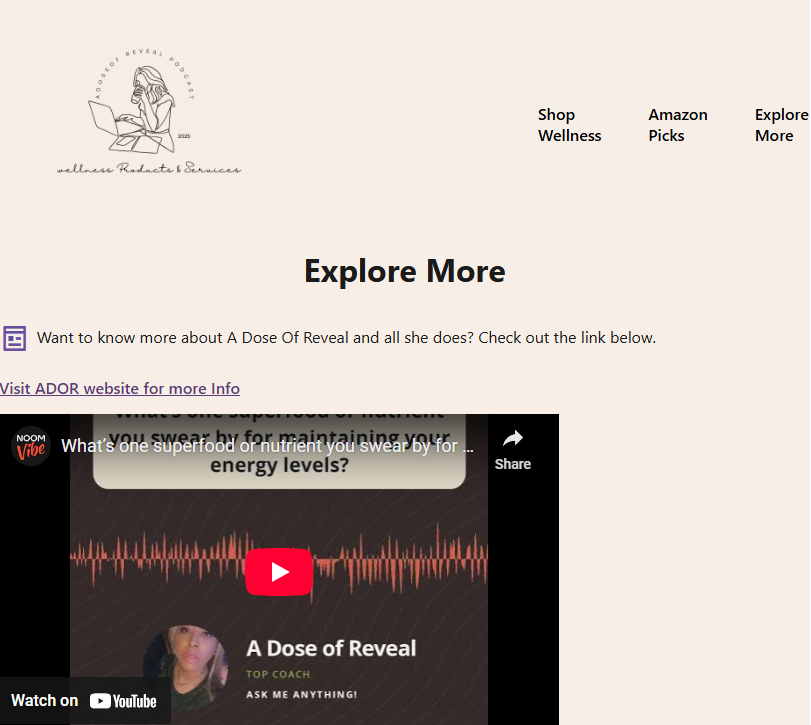 ADOSEOF REVEAL PODCAST
2025
wellness Products & Services
Shop
Wellness
Amazon
Picks
Explore
More
Explore More
Want to know more about A Dose Of Reveal and all she does? Check out the link below.
Visit ADOR website for more Info
What's one superfood or nutrient
you swear by for maintaining your
energy levels?
NOOM
Vibe
What's one superfood or nutrient you swear by for ...
Share
A Dose of Reveal
TOP COACH
ASK ME ANYTHING!
Watch on YouTube